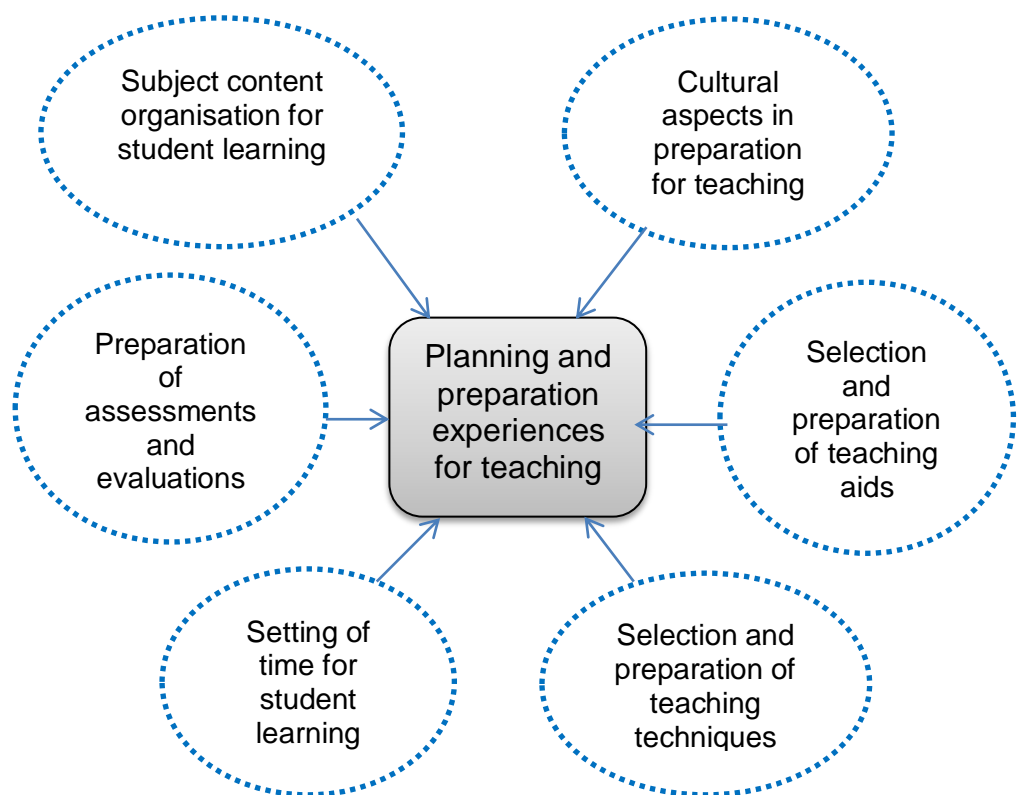 Subject content
organisation for
student learning
Cultural
aspects in
preparation
for teaching
Preparation
of
assessments
and
evaluations
Planning and
preparation
experiences
for teaching
Selection
and
preparation
of teaching
aids
Setting of
time for
student
learning
Selection and
preparation of
teaching
techniques